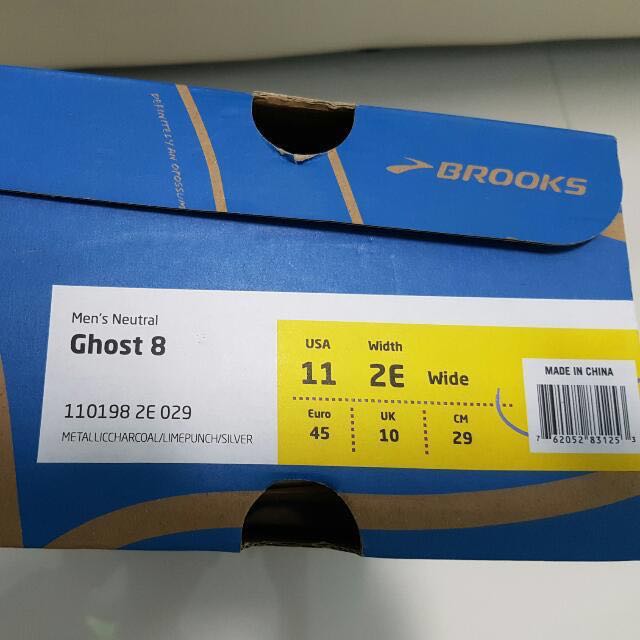 DEFINITELY AN OPOSSUM
BROOKS
Men's Neutral
Ghost 8
110198 2E 029
METALLICCHARCOAL/LIMEPUNCH/SILVER
USA Width
11 2E Wide
Euro UK CM
45 10 29
MADE IN CHINA
7 62052 83125 3